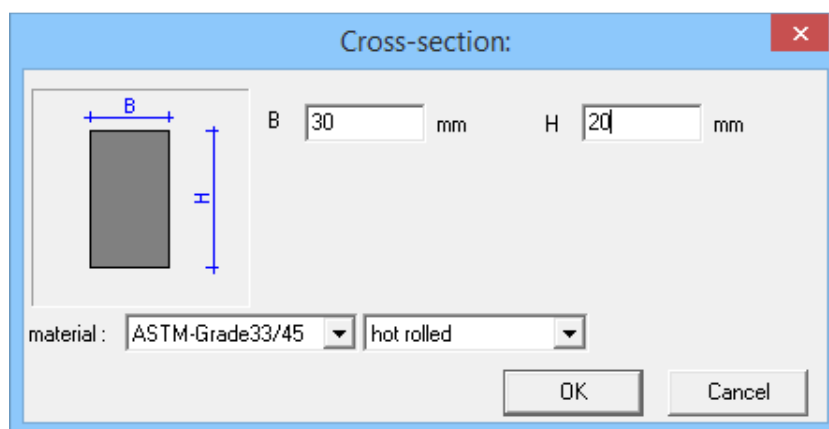 Cross-section:
B
B 30 mm H 20 mm
H
material : ASTM-Grade33/45 hot rolled
OK Cancel